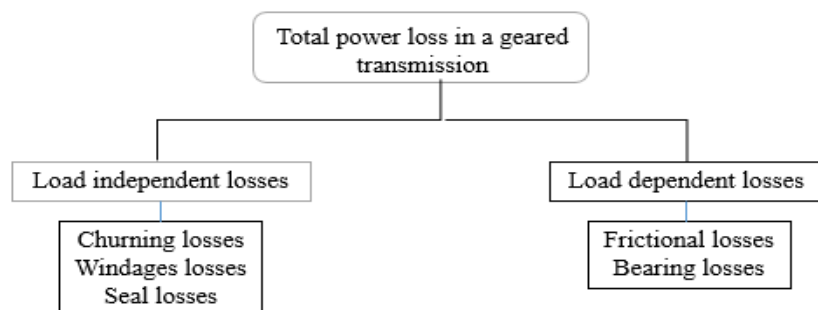 Total power loss in a geared
transmission
Load independent losses
Load dependent losses
Churning losses
Windages losses
Seal losses
Frictional losses
Bearing losses